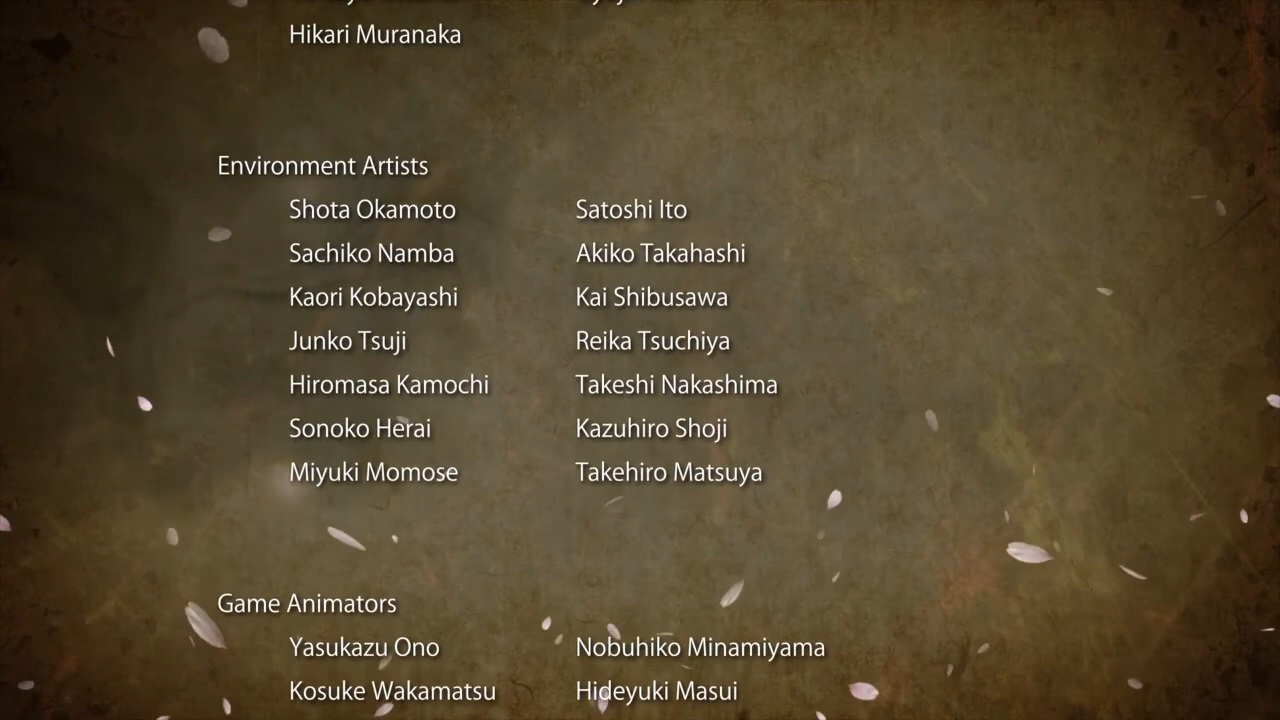 Hikari Muranaka
Environment Artists
Shota Okamoto Satoshi Ito
Sachiko Namba Akiko Takahashi
Kaori Kobayashi Kai Shibusawa
Junko Tsuji Reika Tsuchiya
Hiromasa Kamochi Takeshi Nakashima
Sonoko Herai Kazuhiro Shoji
Miyuki Momose Takehiro Matsuya
Game Animators
Yasukazu Ono Nobuhiko Minamiyama
Kosuke Wakamatsu Hideyuki Masui